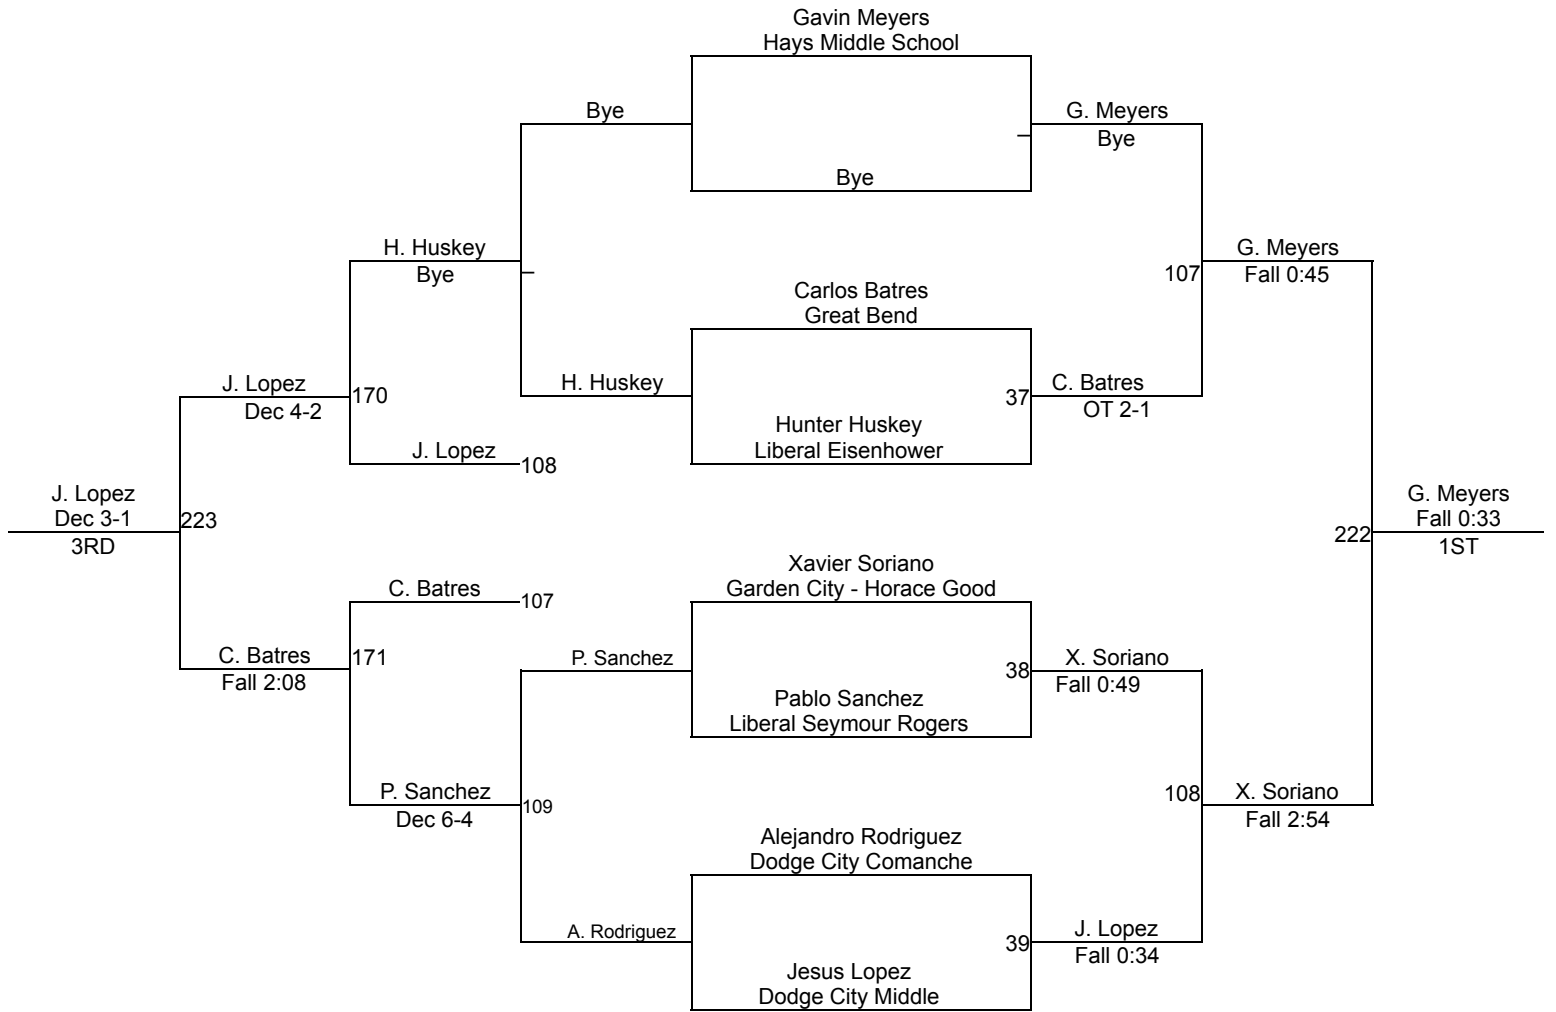 Gavin Meyers
Hays Middle School
Bye
G. Meyers
Bye
Bye
H. Huskey
Bye
G. Meyers
107
Fall 0:45
Carlos Batres
Great Bend
J. Lopez
170
Dec 4-2
H. Huskey
37
C. Batres
OT 2-1
Hunter Huskey
Liberal Eisenhower
J. Lopez
108
J. Lopez
Dec 3-1
223
3RD
G. Meyers
Fall 0:33
222
1ST
Xavier Soriano
Garden City - Horace Good
C. Batres
107
C. Batres
171
Fall 2:08
P. Sanchez
38
X. Soriano
Fall 0:49
Pablo Sanchez
Liberal Seymour Rogers
P. Sanchez
109
Dec 6-4
108
X. Soriano
Fall 2:54
Alejandro Rodriguez
Dodge City Comanche
A. Rodriguez
39
J. Lopez
Fall 0:34
Jesus Lopez
Dodge City Middle